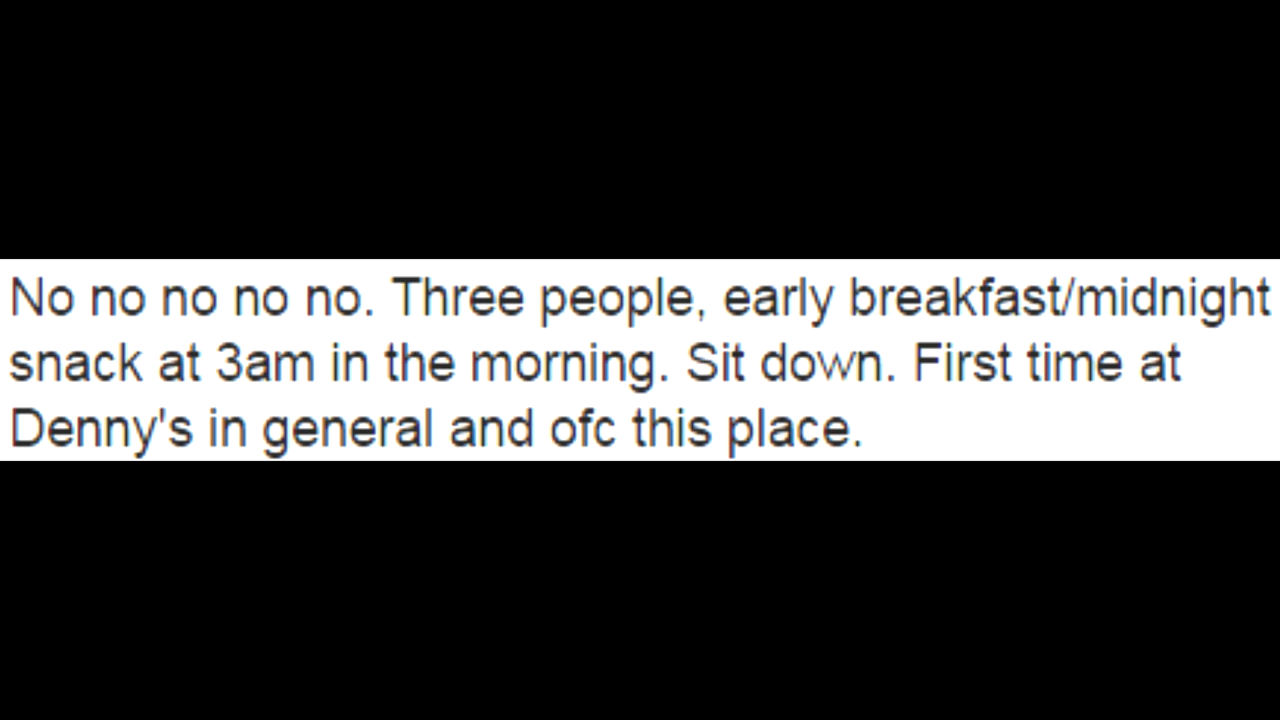 No no no no no. Three people, early breakfast/midnight
snack at 3am in the morning. Sit down. First time at
Denny's in general and ofc this place.